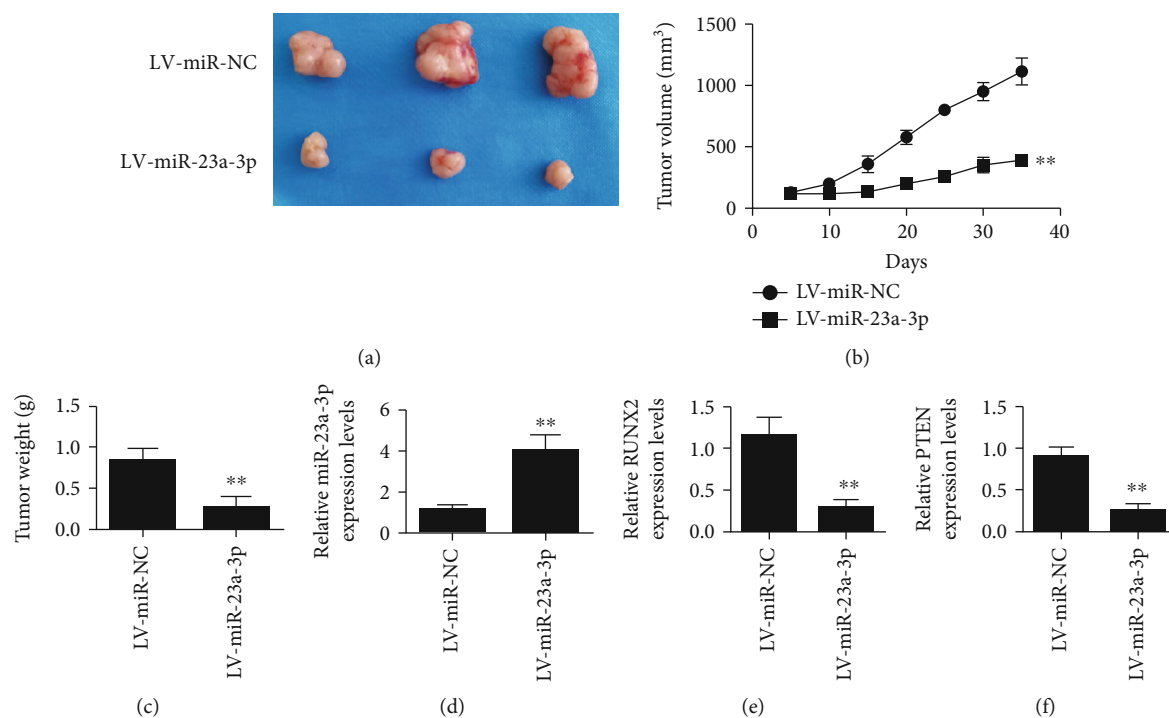 LV-miR-NC
LV-miR-23a-3p
(a)
Tumor volume (mm³)
1500
1000
500
0
0 10 20 30 40
Days
**
LV-miR-NC
LV-miR-23a-3p
(b)
Tumor weight (g)
1.5
1.0
0.5
0.0
**
LV-miR-NC
LV-miR-23a-3p
(c)
Relative miR-23a-3p
expression levels
6
4
2
0
**
LV-miR-NC
LV-miR-23a-3p
(d)
Relative RUNX2
expression levels
1.5
1.0
0.5
0.0
**
LV-miR-NC
LV-miR-23a-3p
(e)
Relative PTEN
expression levels
1.5
1.0
0.5
0.0
**
LV-miR-NC
LV-miR-23a-3p
(f)